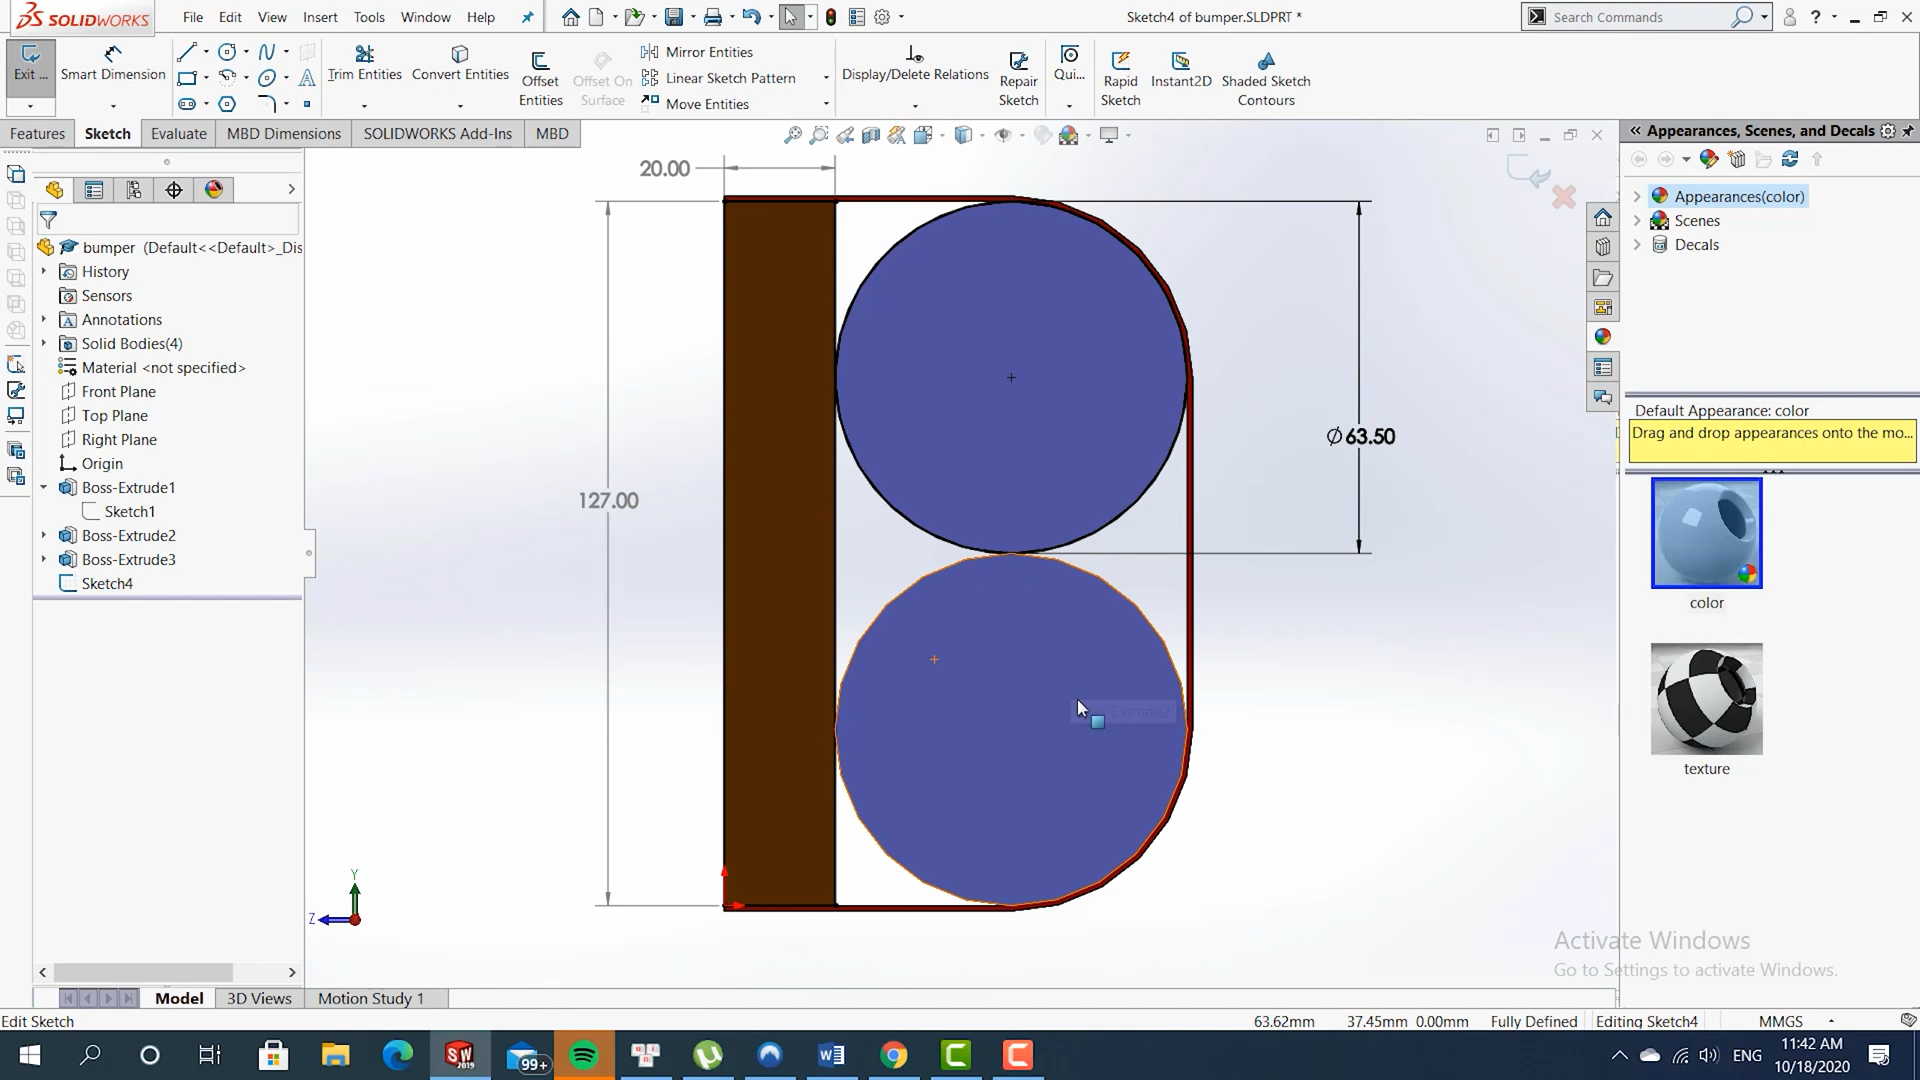 SOLIDWORKS
File Edit View Insert Tools Window Help
Sketch4 of bumper.SLDPRT *
Search Commands
Exit ...
Smart Dimension
Trim Entities
Convert Entities
Offset Entities
Offset On Surface
Mirror Entities
Linear Sketch Pattern
Move Entities
Display/Delete Relations
Repair Sketch
Qui...
Rapid Sketch
Instant2D
Shaded Sketch Contours
Features Sketch Evaluate MBD Dimensions SOLIDWORKS Add-Ins MBD
Appearances, Scenes, and Decals
Appearances(color)
Scenes
Decals
bumper (Default<<Default>_Dis
History
Sensors
Annotations
Solid Bodies(4)
Material <not specified>
Front Plane
Top Plane
Right Plane
Origin
Boss-Extrude1
Sketch1
Boss-Extrude2
Boss-Extrude3
Sketch4
20.00
127.00
∅63.50
Y
Z
Default Appearance: color
Drag and drop appearances onto the mo...
color
texture
Activate Windows
Go to Settings to activate Windows.
Model 3D Views Motion Study 1
Edit Sketch
63.62mm 37.45mm 0.00mm Fully Defined Editing Sketch4 MMGS
SW 2019
99+
ENG
11:42 AM
10/18/2020